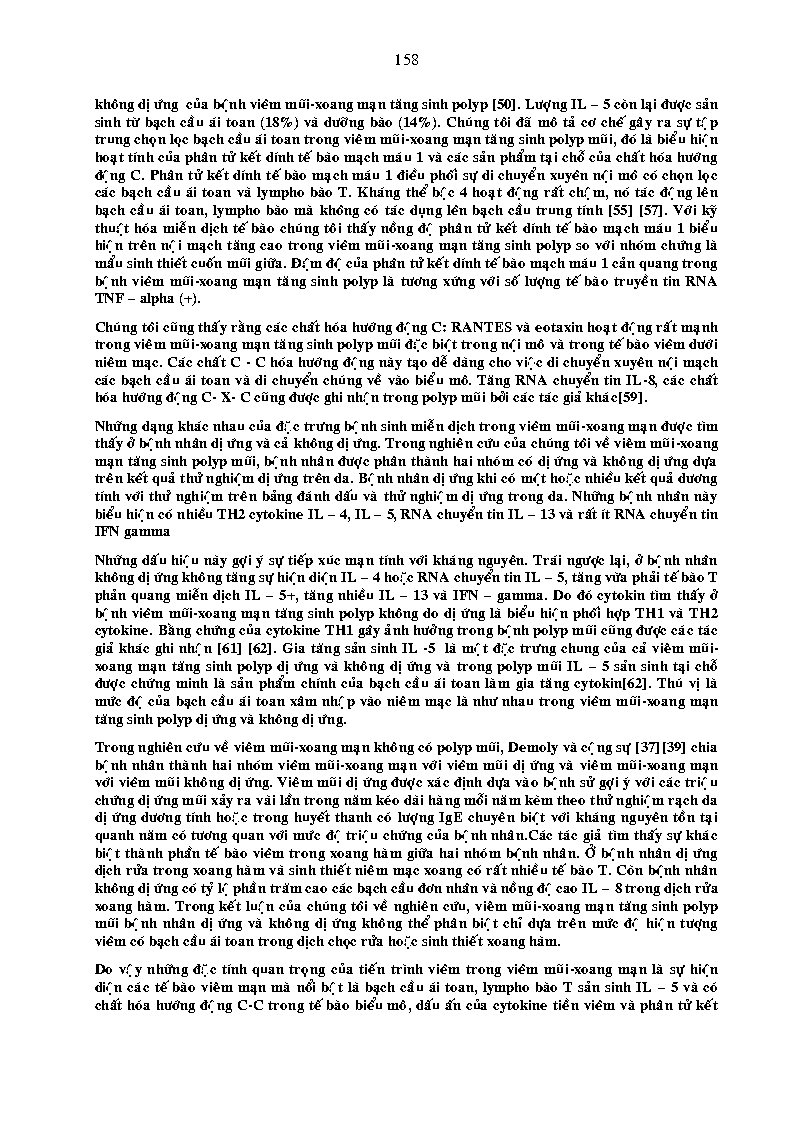 158
không dị ứng của bệnh viêm mũi-xoang mạn tăng sinh polyp [50]. Lượng IL – 5 còn lại được sản
sinh từ bạch cầu ái toan (18%) và dưỡng bào (14%). Chúng tôi đã mô tả cơ chế gây ra sự tập
trung chọn lọc bạch cầu ái toan trong viêm mũi-xoang mạn tăng sinh polyp mũi, đó là biểu hiện
hoạt tính của phân tử kết dính tế bào mạch máu 1 và các sản phẩm tại chỗ của chất hóa hướng
động C. Phân tử kết dính tế bào mạch máu 1 điều phối sự di chuyển xuyên nội mô có chọn lọc
các bạch cầu ái toan và lympho bào T. Kháng thể bậc 4 hoạt động rất chậm, nó tác động lên
bạch cầu ái toan, lympho bào mà không có tác dụng lên bạch cầu trung tính [55] [57]. Với kỹ
thuật hóa miễn dịch tế bào chúng tôi thấy nồng độ phân tử kết dính tế bào mạch máu 1 biểu
hiện trên nội mạch tăng cao trong viêm mũi-xoang mạn tăng sinh polyp so với nhóm chứng là
mẩu sinh thiết cuốn mũi giữa. Đậm độ của phân tử kết dính tế bào mạch máu 1 cản quang trong
bệnh viêm mũi-xoang mạn tăng sinh polyp là tương xứng với số lượng tế bào truyền tin RNA
TNF – alpha (+).
Chúng tôi cũng thấy rằng các chất hóa hướng động C: RANTES và eotaxin hoạt động rất mạnh
trong viêm mũi-xoang mạn tăng sinh polyp mũi đặc biệt trong nội mô và trong tế bào viêm dưới
niêm mạc. Các chất C - C hóa hướng động này tạo dễ dàng cho việc di chuyển xuyên nội mạch
các bạch cầu ái toan và di chuyển chúng về vào biểu mô. Tăng RNA chuyển tin IL-8, các chất
hóa hướng động C- X- C cũng được ghi nhận trong polyp mũi bởi các tác giả khác[59].
Những dạng khác nhau của đặc trưng bệnh sinh miễn dịch trong viêm mũi-xoang mạn được tìm
thấy ở bệnh nhân dị ứng và cả không dị ứng. Trong nghiên cứu của chúng tôi về viêm mũi-xoang
mạn tăng sinh polyp mũi, bệnh nhân được phân thành hai nhóm có dị ứng và không dị ứng dựa
trên kết quả thử nghiệm dị ứng trên da. Bệnh nhân dị ứng khi có một hoặc nhiều kết quả dương
tính với thử nghiệm trên bảng đánh dấu và thử nghiệm dị ứng trong da. Những bệnh nhân này
biểu hiện có nhiều TH2 cytokine IL – 4, IL – 5, RNA chuyển tin IL – 13 và rất ít RNA chuyển tin
IFN gamma
Những dấu hiệu này gợi ý sự tiếp xúc mạn tính với kháng nguyên. Trái ngược lại, ở bệnh nhân
không dị ứng không tăng sự hiện diện IL – 4 hoặc RNA chuyển tin IL – 5, tăng vừa phải tế bào T
phản quang miễn dịch IL – 5+, tăng nhiều IL – 13 và IFN – gamma. Do đó cytokin tìm thấy ở
bệnh viêm mũi-xoang mạn tăng sinh polyp không do dị ứng là biểu hiện phối hợp TH1 và TH2
cytokine. Bằng chứng của cytokine TH1 gây ảnh hưởng trong bệnh polyp mũi cũng được các tác
giả khác ghi nhận [61] [62]. Gia tăng sản sinh IL -5 là một đặc trưng chung của cả viêm mũi-
xoang mạn tăng sinh polyp dị ứng và không dị ứng và trong polyp mũi IL – 5 sản sinh tại chỗ
được chứng minh là sản phẩm chính của bạch cầu ái toan làm gia tăng cytokin[62]. Thú vị là
mức độ của bạch cầu ái toan xâm nhập vào niêm mạc là như nhau trong viêm mũi-xoang mạn
tăng sinh polyp dị ứng và không dị ứng.
Trong nghiên cứu về viêm mũi-xoang mạn không có polyp mũi, Demoly và cộng sự [37][39] chia
bệnh nhân thành hai nhóm viêm mũi-xoang mạn với viêm mũi dị ứng và viêm mũi-xoang mạn
với viêm mũi không dị ứng. Viêm mũi dị ứng được xác định dựa vào bệnh sử gợi ý với các triệu
chứng dị ứng mũi xảy ra vài lần trong năm kéo dài hàng mỗi năm kèm theo thử nghiệm rạch da
dị ứng dương tính hoặc trong huyết thanh có lượng IgE chuyên biệt với kháng nguyên tồn tại
quanh năm có tương quan với mức độ triệu chứng của bệnh nhân.Các tác giả tìm thấy sự khác
biệt thành phần tế bào viêm trong xoang hàm giữa hai nhóm bệnh nhân. Ở bệnh nhân dị ứng
dịch rửa trong xoang hàm và sinh thiết niêm mạc xoang có rất nhiều tế bào T. Còn bệnh nhân
không dị ứng có tỷ lệ phần trăm cao các bạch cầu đơn nhân và nồng độ cao IL – 8 trong dịch rửa
xoang hàm. Trong kết luận của chúng tôi về nghiên cứu, viêm mũi-xoang mạn tăng sinh polyp
mũi bệnh nhân dị ứng và không dị ứng không thể phân biệt chỉ dựa trên mức độ hiện tượng
viêm có bạch cầu ái toan trong dịch chọc rửa hoặc sinh thiết xoang hàm.
Do vậy những đặc tính quan trọng của tiến trình viêm trong viêm mũi-xoang mạn là sự hiện
diện các tế bào viêm mạn mà nổi bật là bạch cầu ái toan, lympho bào T sản sinh IL – 5 và có
chất hóa hướng động C-C trong tế bào biểu mô, dấu ấn của cytokine tiền viêm và phân tử kết